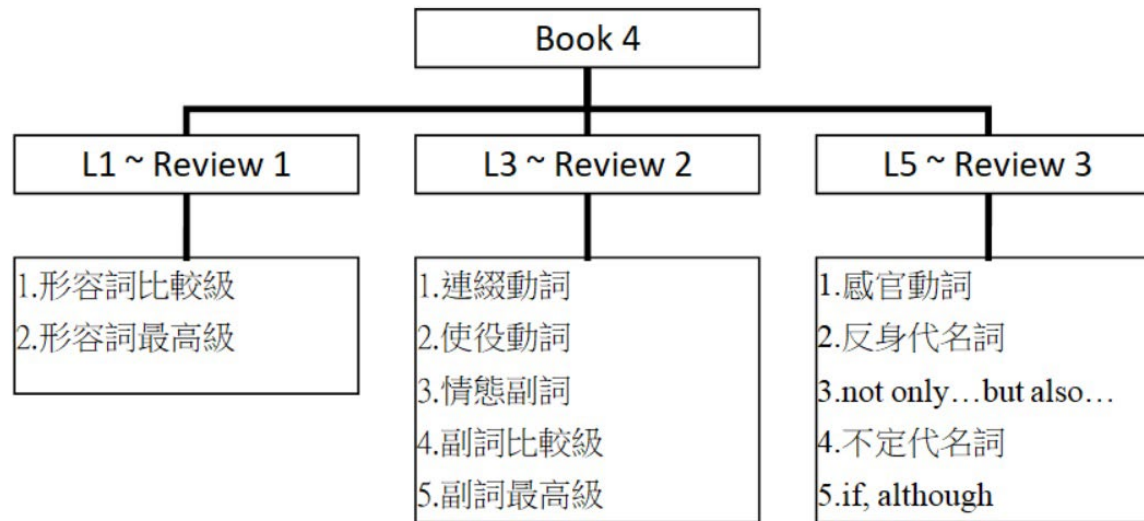 Book 4
L1 ~ Review 1
1.形容詞比較級
2.形容詞最高級
L3 ~ Review 2
1.連綴動詞
2.使役動詞
3.情態副詞
4.副詞比較級
5.副詞最高級
L5 ~ Review 3
1.感官動詞
2.反身代名詞
3.not only…but also…
4.不定代名詞
5.if, although